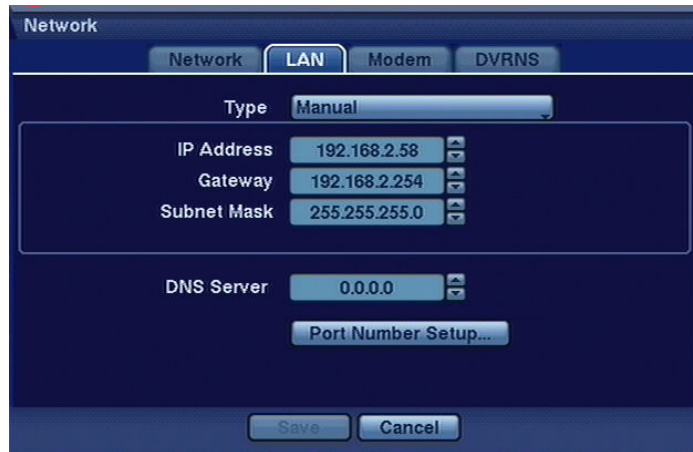 Network
Network LAN Modem DVRNS
Type Manual
IP Address 192.168.2.58
Gateway 192.168.2.254
Subnet Mask 255.255.255.0
DNS Server 0.0.0.0
Port Number Setup...
Save Cancel